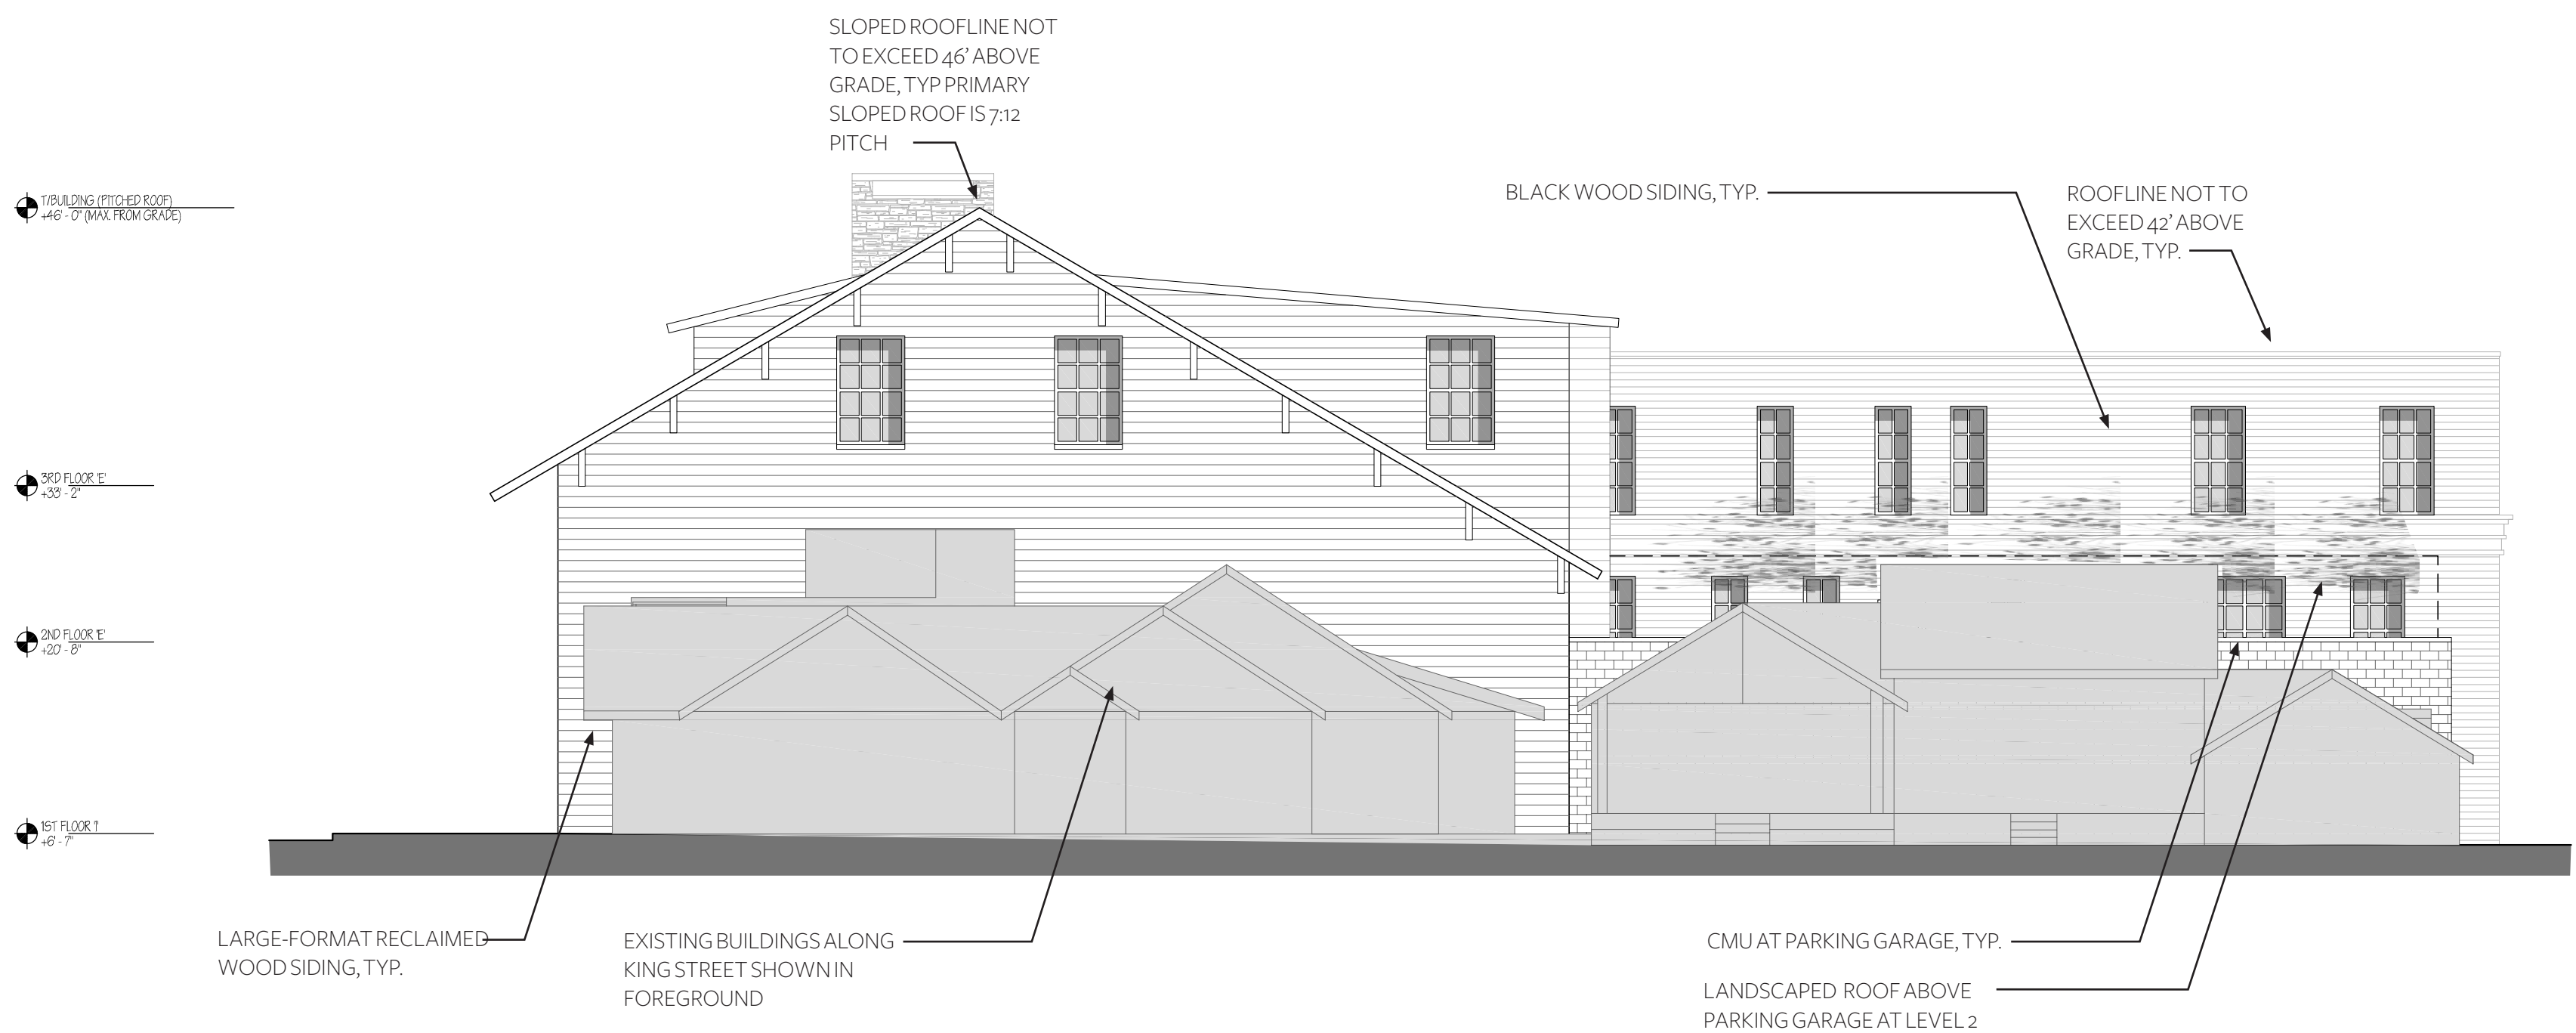 SLOPED ROOFLINE NOT
TO EXCEED 46’ ABOVE
GRADE, TYP PRIMARY
SLOPED ROOF IS 7:12
PITCH
T/BUILDING (PITCHED ROOF)
+46' - 0" (MAX. FROM GRADE)
BLACK WOOD SIDING, TYP.
ROOFLINE NOT TO
EXCEED 42’ ABOVE
GRADE, TYP.
3RD FLOOR 'E'
+33' - 2"
2ND FLOOR 'E'
+20' - 8"
1ST FLOOR
+6' - 7"
LARGE-FORMAT RECLAIMED
WOOD SIDING, TYP.
EXISTING BUILDINGS ALONG
KING STREET SHOWN IN
FOREGROUND
CMU AT PARKING GARAGE, TYP.
LANDSCAPED ROOF ABOVE
PARKING GARAGE AT LEVEL 2